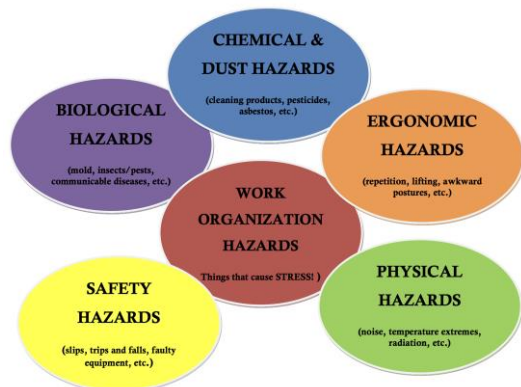 CHEMICAL &
DUST HAZARDS
(cleaning products, pesticides,
asbestos, etc.)
BIOLOGICAL
HAZARDS
(mold, insects/pests,
communicable diseases, etc.)
ERGONOMIC
HAZARDS
(repetition, lifting, awkward
postures, etc.)
WORK
ORGANIZATION
HAZARDS
Things that cause STRESS! )
SAFETY
HAZARDS
(slips, trips and falls, faulty
equipment, etc.)
PHYSICAL
HAZARDS
(noise, temperature extremes,
radiation, etc.)